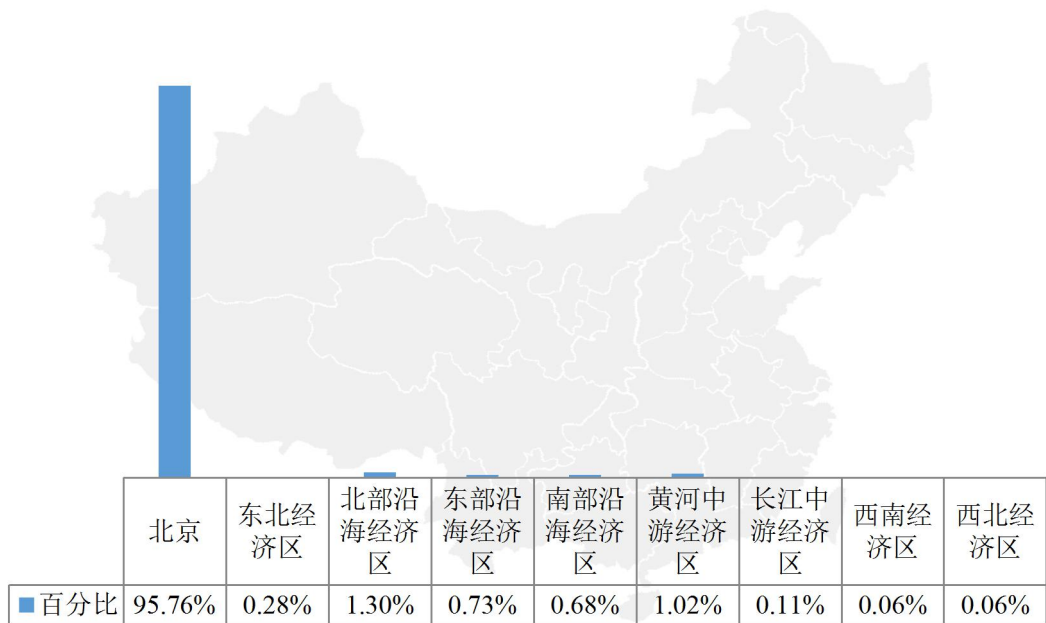 北京
东北经
济区
北部沿
海经济
区
东部沿
海经济
区
南部沿
海经济
区
黄河中
游经济
区
长江中
游经济
区
西南经
济区
西北经
济区
百分比 95.76% 0.28% 1.30% 0.73% 0.68% 1.02% 0.11% 0.06% 0.06%